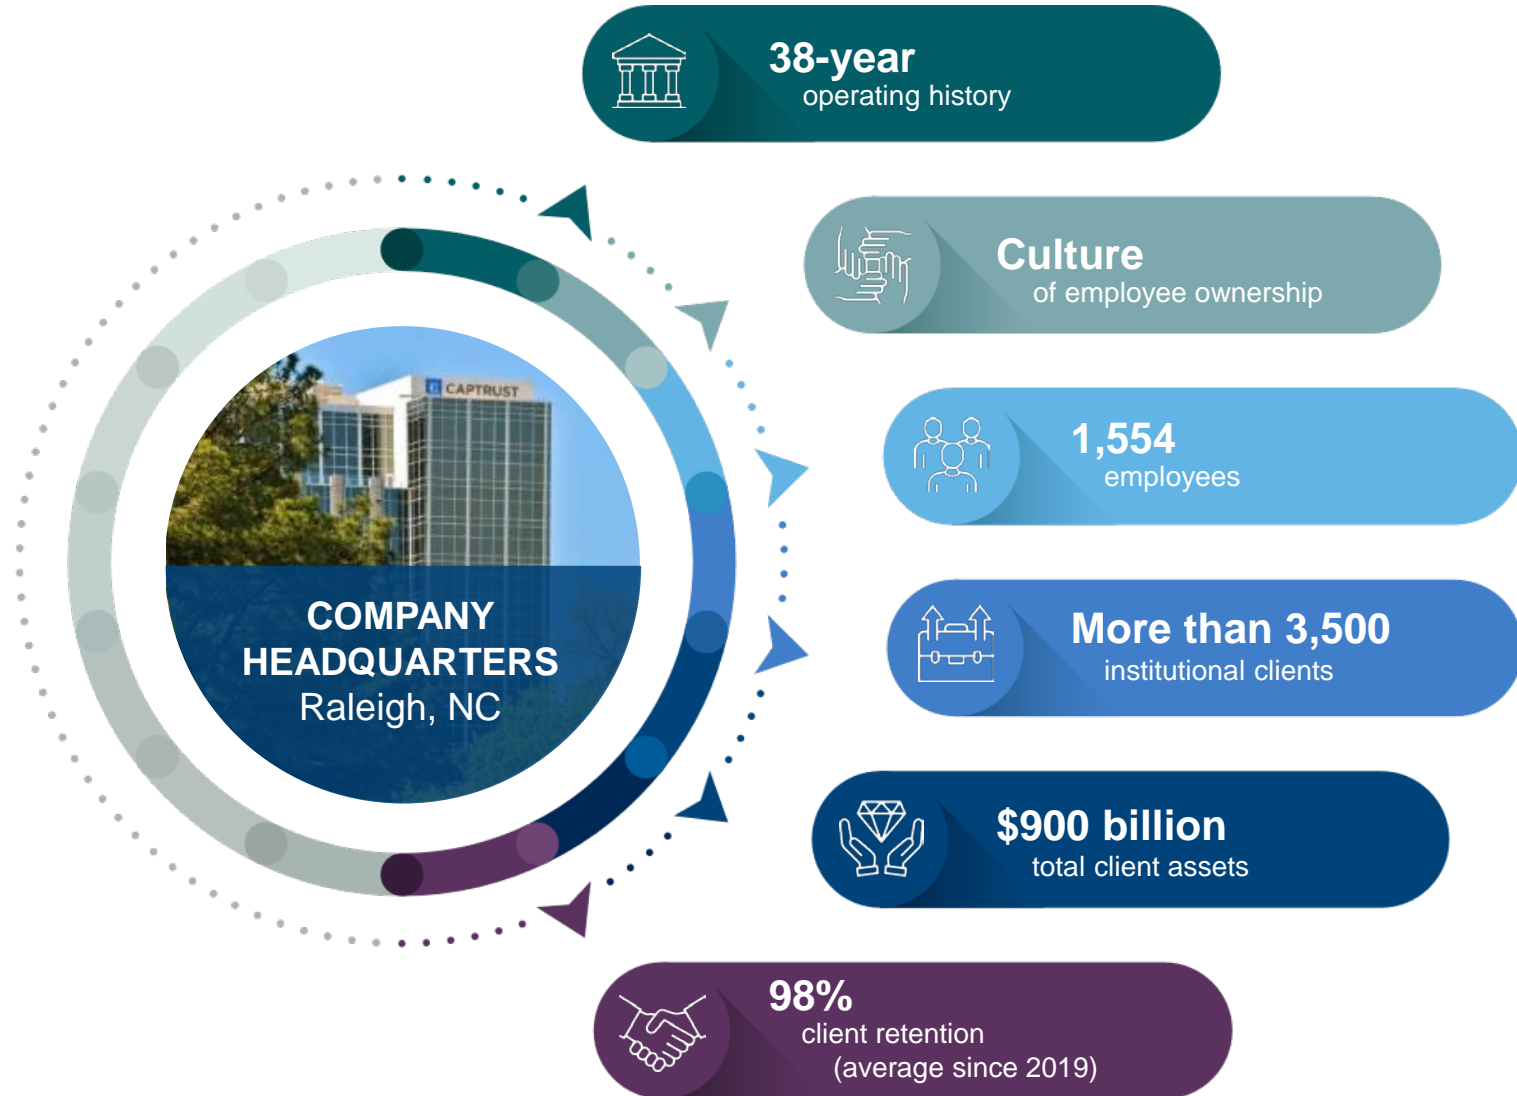 38-year
operating history
Culture
of employee ownership
CAPTRUST
1,554
employees
COMPANY
HEADQUARTERS
Raleigh, NC
More than 3,500
institutional clients
$900 billion
total client assets
98%
client retention
(average since 2019)